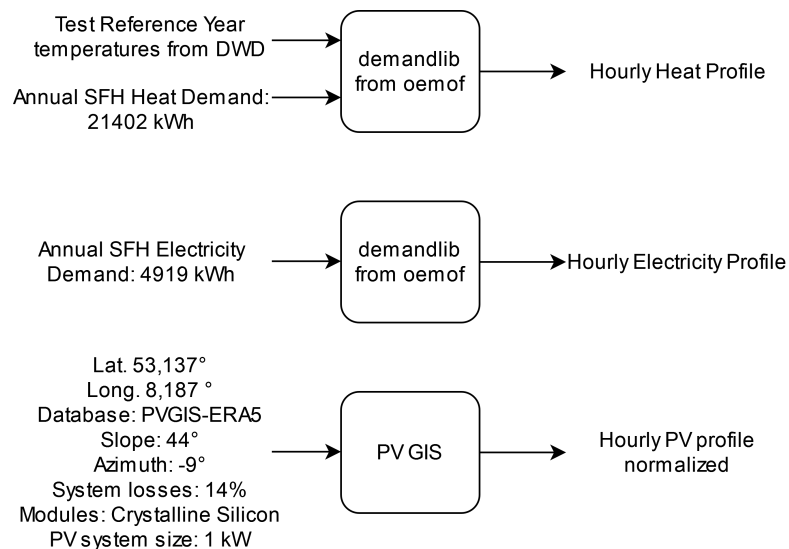 Test Reference Year
temperatures from DWD
Annual SFH Heat Demand:
21402 kWh
demandlib
from oemof
Hourly Heat Profile
Annual SFH Electricity
Demand: 4919 kWh
demandlib
from oemof
Hourly Electricity Profile
Lat. 53,137°
Long. 8,187 °
Database: PVGIS-ERA5
Slope: 44°
Azimuth: -9°
System losses: 14%
Modules: Crystalline Silicon
PV system size: 1 kW
PV GIS
Hourly PV profile
normalized